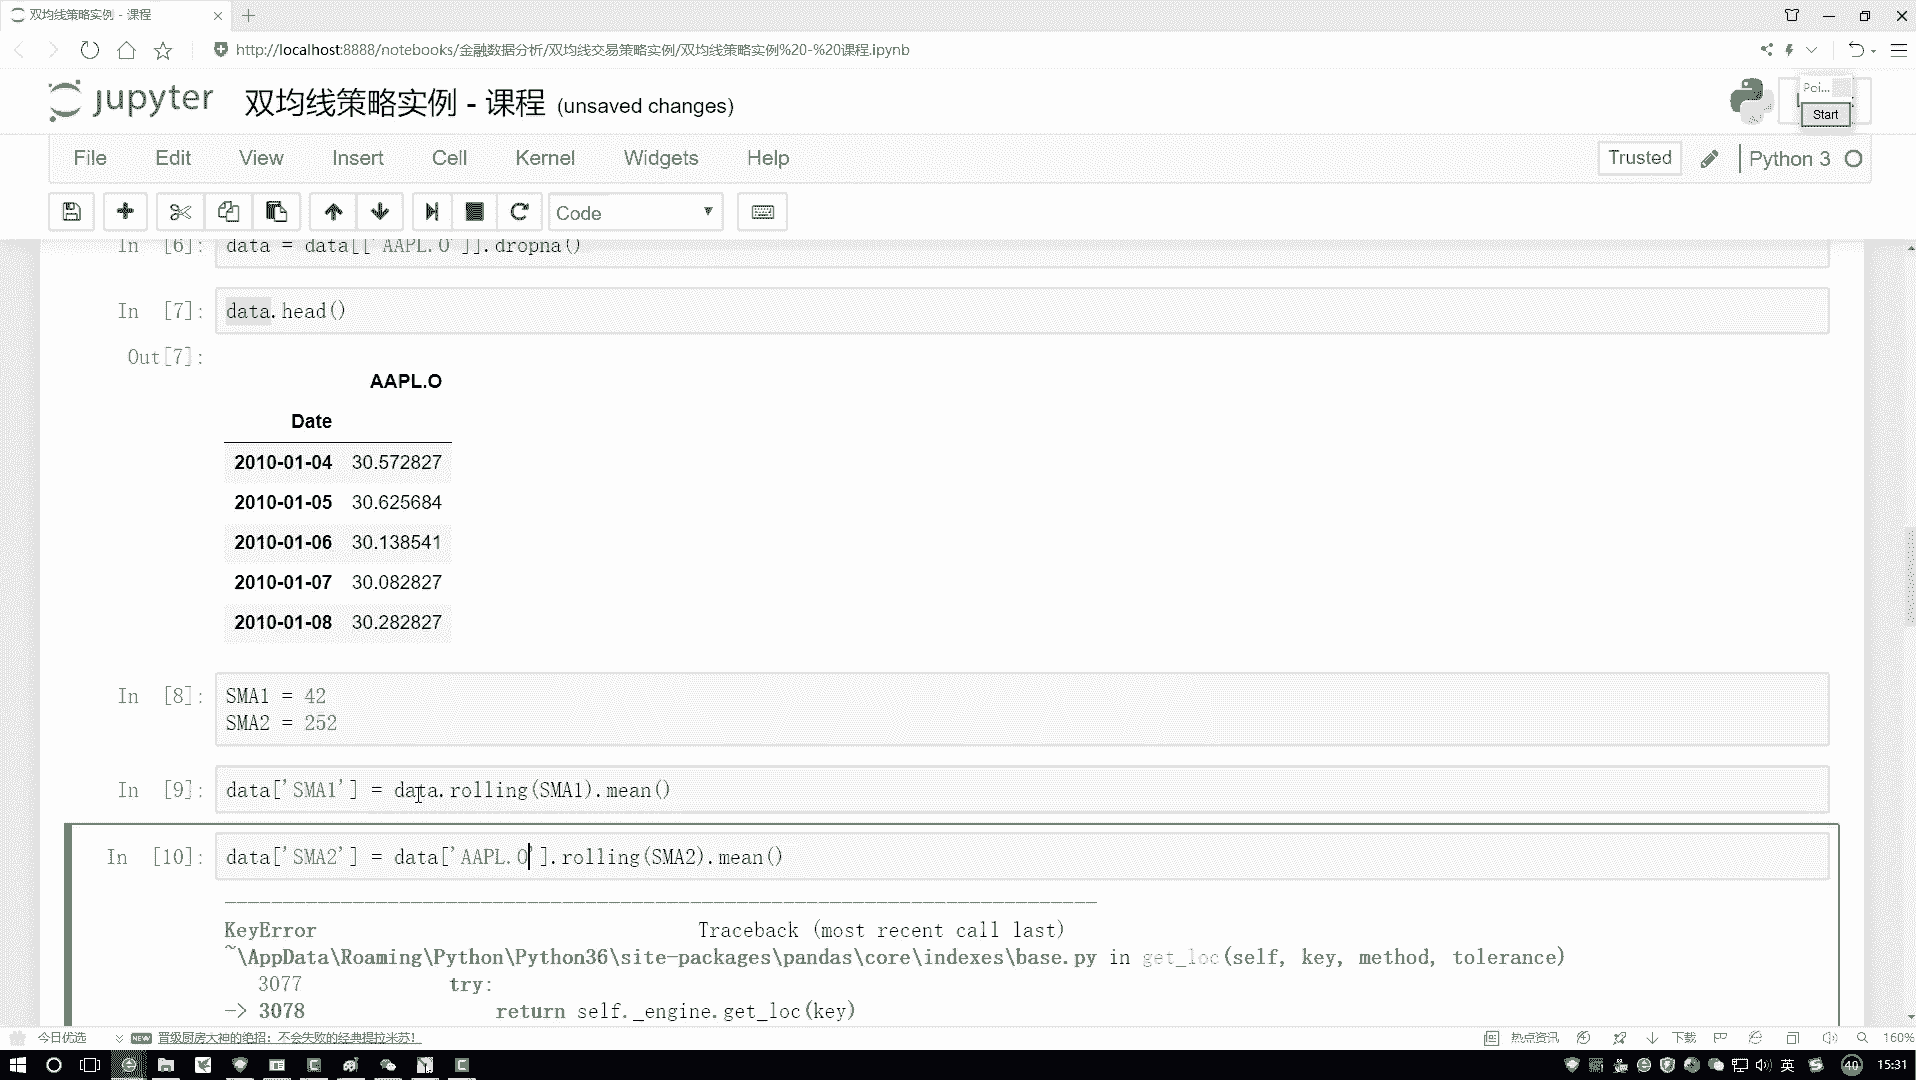 双均线策略实例 - 课程
http://localhost:8888/notebooks/金融数据分析/双均线交易策略实例/双均线策略实例%20-%20课程.ipynb
jupyter 双均线策略实例 - 课程 (unsaved changes)
Poi...
Start
File Edit View Insert Cell Kernel Widgets Help
Trusted Python 3
Code
In [6]: data = data[['AAPL.O']].dropna()
In [7]: data.head()
Out[7]:
AAPL.O
Date
2010-01-04 30.572827
2010-01-05 30.625684
2010-01-06 30.138541
2010-01-07 30.082827
2010-01-08 30.282827
In [8]: SMA1 = 42
SMA2 = 252
In [9]: data['SMA1'] = data.rolling(SMA1).mean()
In [10]: data['SMA2'] = data['AAPL.O'].rolling(SMA2).mean()
KeyError Traceback (most recent call last)
~\AppData\Roaming\Python\Python36\site-packages\pandas\core\indexes\base.py in get_loc(self, key, method, tolerance)
3077 try:
-> 3078 return self._engine.get_loc(key)
今日优选 NEW 晋级厨房大神的绝招：不会失败的经典提拉米苏！
热点资讯 下载 160%
英 40 15:31